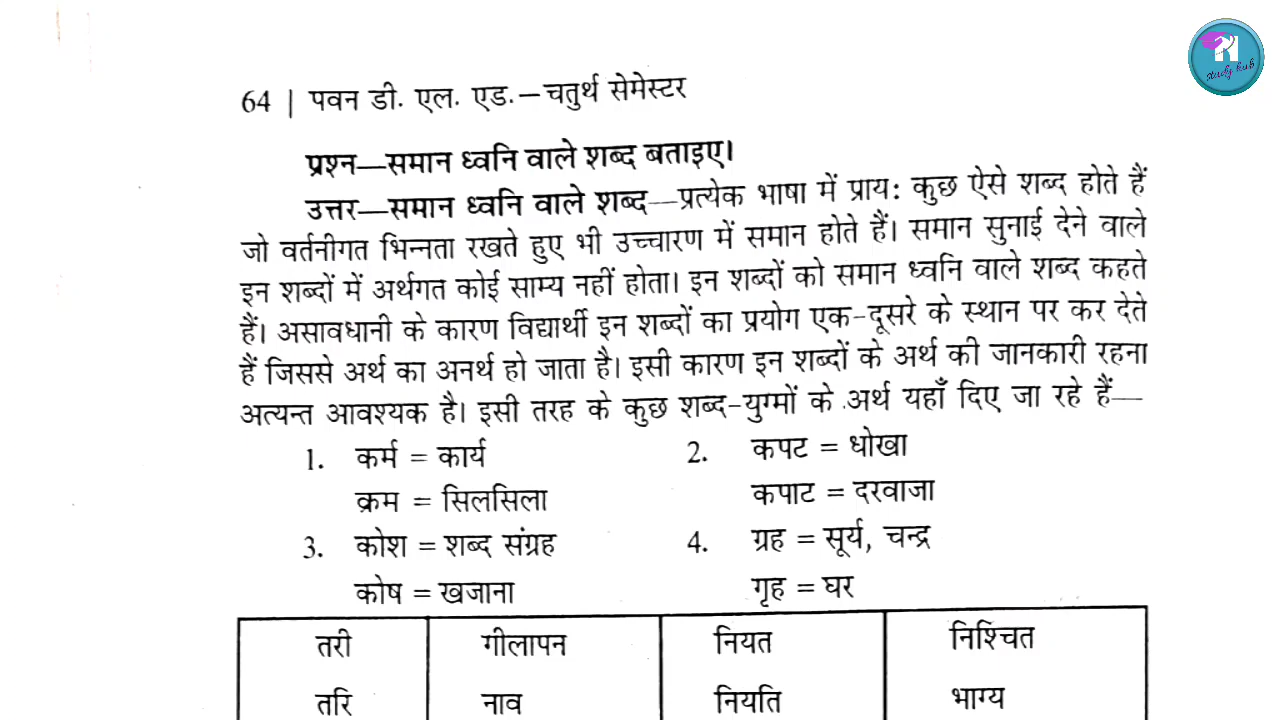 study hub
64 | पवन डी. एल. एड.–चतुर्थ सेमेस्टर
प्रश्न—समान ध्वनि वाले शब्द बताइए।
उत्तर—समान ध्वनि वाले शब्द—प्रत्येक भाषा में प्रायः कुछ ऐसे शब्द होते हैं
जो वर्तनीगत भिन्नता रखते हुए भी उच्चारण में समान होते हैं। समान सुनाई देने वाले
इन शब्दों में अर्थगत कोई साम्य नहीं होता। इन शब्दों को समान ध्वनि वाले शब्द कहते
हैं। असावधानी के कारण विद्यार्थी इन शब्दों का प्रयोग एक-दूसरे के स्थान पर कर देते
हैं जिससे अर्थ का अनर्थ हो जाता है। इसी कारण इन शब्दों के अर्थ की जानकारी रहना
अत्यन्त आवश्यक है। इसी तरह के कुछ शब्द-युग्मों के अर्थ यहाँ दिए जा रहे हैं—
1. कर्म = कार्य 2. कपट = धोखा
क्रम = सिलसिला कपाट = दरवाजा
3. कोश = शब्द संग्रह 4. ग्रह = सूर्य, चन्द्र
कोष = खजाना गृह = घर
तरी गीलापन नियत निश्चित
तरि नाव नियति भाग्य